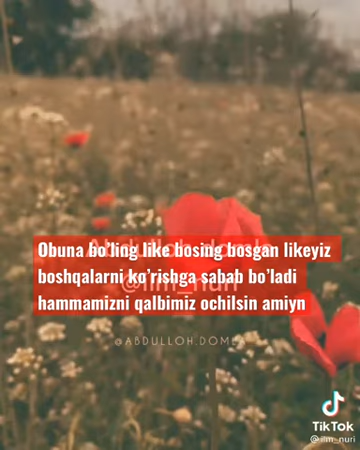 Obuna bo'ling like bosing bosgan likeyiz
boshqalarni ko'rishga sabab bo'ladi
hammamizni qalbimiz ochilsin amiyn
@ilm_nuri
@ABDULLOH.DOMLA
TikTok
@ilm_nuri